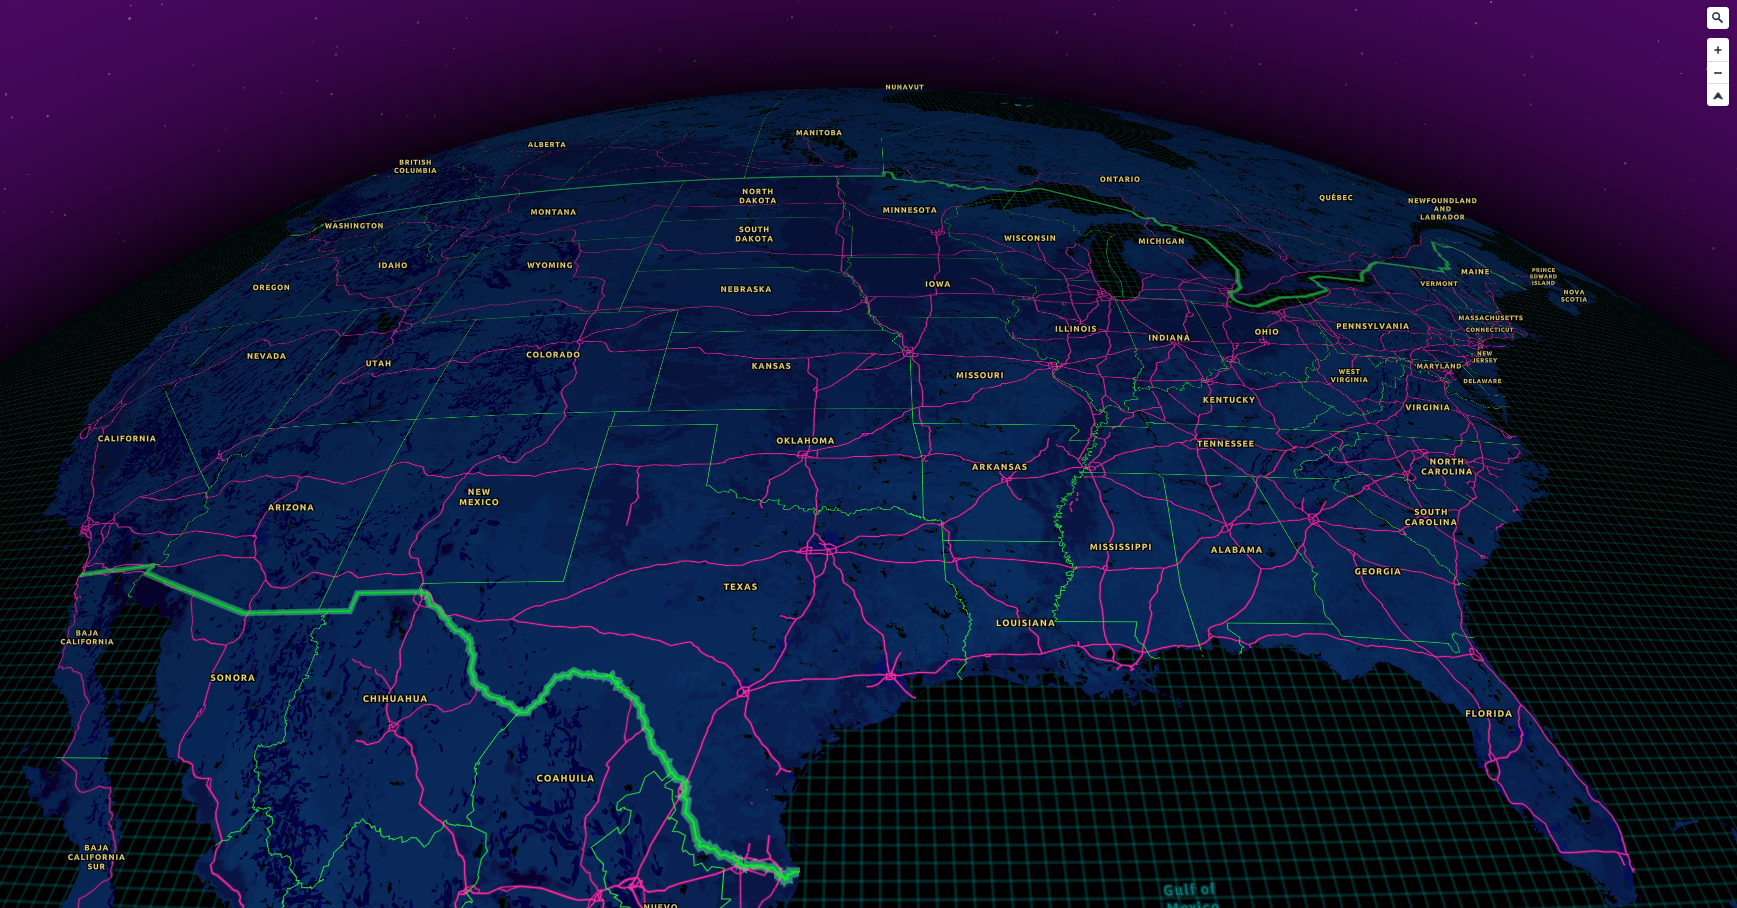 NUNAVUT
MANITOBA
ALBERTA
BRITISH
COLUMBIA
ONTARIO
QUÉBEC
NORTH
DAKOTA
NEWFOUNDLAND
AND
LABRADOR
MONTANA
MINNESOTA
WASHINGTON
SOUTH
DAKOTA
WISCONSIN
MICHIGAN
IDAHO
WYOMING
MAINE
PRINCE
EDWARD
ISLAND
OREGON
NEBRASKA
IOWA
VERMONT
NOVA
SCOTIA
MASSACHUSETTS
CONNECTICUT
ILLINOIS
INDIANA
OHIO
PENNSYLVANIA
NEVADA
UTAH
COLORADO
KANSAS
MISSOURI
WEST
VIRGINIA
MARYLAND
NEW
JERSEY
DELAWARE
KENTUCKY
VIRGINIA
CALIFORNIA
OKLAHOMA
TENNESSEE
ARKANSAS
NORTH
CAROLINA
NEW
MEXICO
ARIZONA
SOUTH
CAROLINA
MISSISSIPPI
ALABAMA
GEORGIA
TEXAS
LOUISIANA
BAJA
CALIFORNIA
SONORA
CHIHUAHUA
FLORIDA
COAHUILA
BAJA
CALIFORNIA
SUR
Gulf of
Mexico
NUEVO